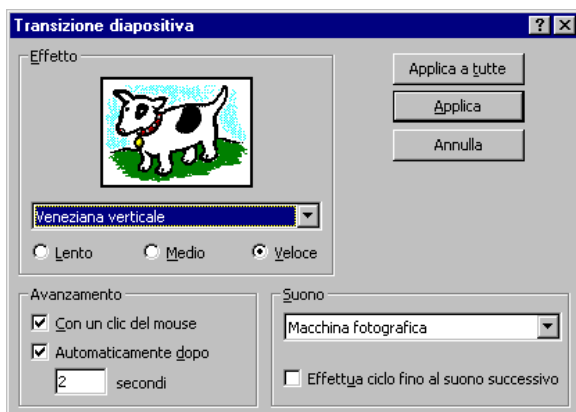 Transizione diapositiva
Effetto
Applica a tutte
Applica
Annulla
Veneziana verticale
Lento Medio Veloce
Avanzamento
Con un clic del mouse
Automaticamente dopo
2 secondi
Suono
Macchina fotografica
Effettua ciclo fino al suono successivo